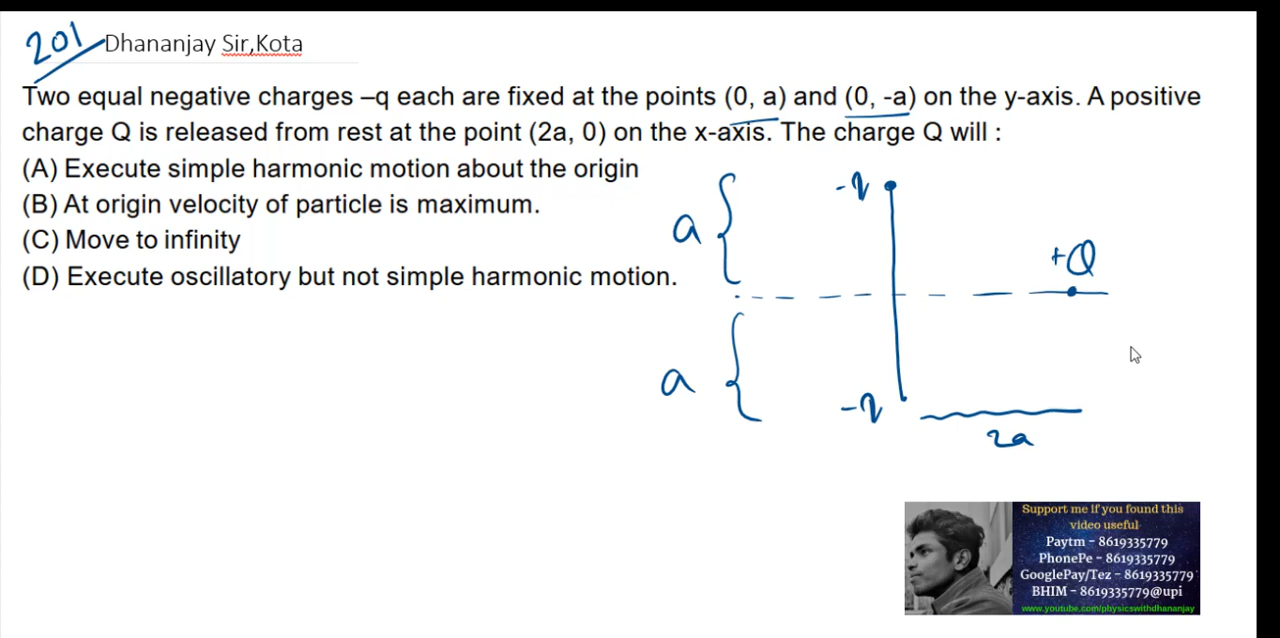 201
Dhananjay Sir,Kota
Two equal negative charges –q each are fixed at the points (0, a) and (0, -a) on the y-axis. A positive
charge Q is released from rest at the point (2a, 0) on the x-axis. The charge Q will :
(A) Execute simple harmonic motion about the origin
(B) At origin velocity of particle is maximum.
(C) Move to infinity
(D) Execute oscillatory but not simple harmonic motion.
-q
a
+Q
a
-q
2a
Support me if you found this
video useful
Paytm - 8619335779
PhonePe - 8619335779
GooglePay/Tez - 8619335779
BHIM - 8619335779@upi
www.youtube.com/physicswithdhananjay